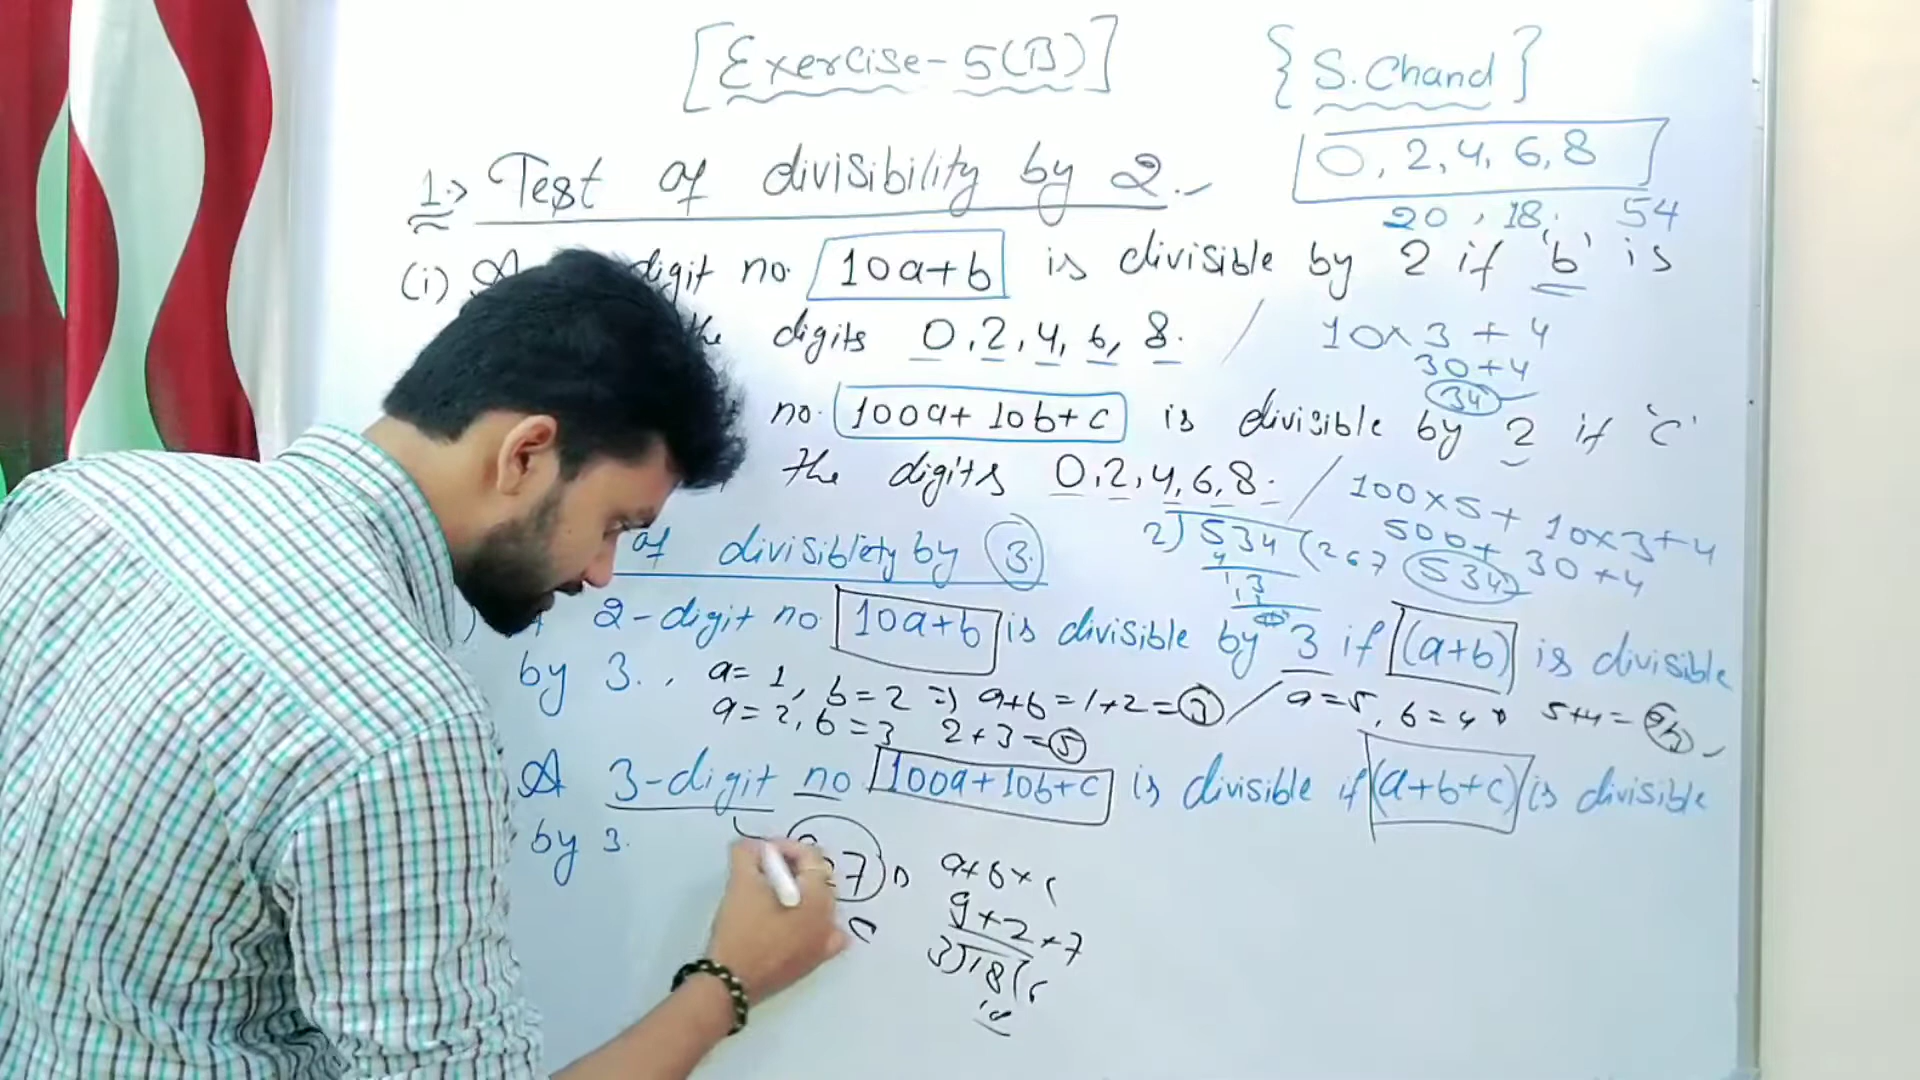 [Exercise-5(B)]
{S.Chand}
0, 2, 4, 6, 8
1.> Test of divisibility by 2.-
20, 18, 54
(i) A digit no. 10a+b is divisible by 2 if 'b' is
the digits 0,2,4,6,8. /
10×3+4
30+4
34
no. 100a+10b+c is divisible by 2 if 'c'
the digits 0,2,4,6,8. /
100×5+10×3+4
500+30+4
534
2)534(267
4
13
of divisiblety by 3.
2-digit no 10a+b is divisible by 3 if (a+b) is divisible
by 3., a=1, b=2 => a+b=1+2=3 / a=5, b=4 5+4=
a=2, b=3 2+3=5
A 3-digit no 100a+10b+c is divisible if (a+b+c) is divisible
by 3.
27
a+b+c
9+2+7
3)18(6
18